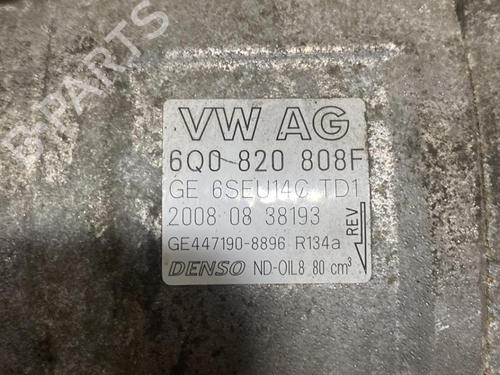 B-PARTS
VW AG
6Q0 820 808F
GE 6SEU14C TD1
2008 08 38193
GE447190-8896 R134a
DENSO ND-OIL8 80 cm³
REV
B-PARTS